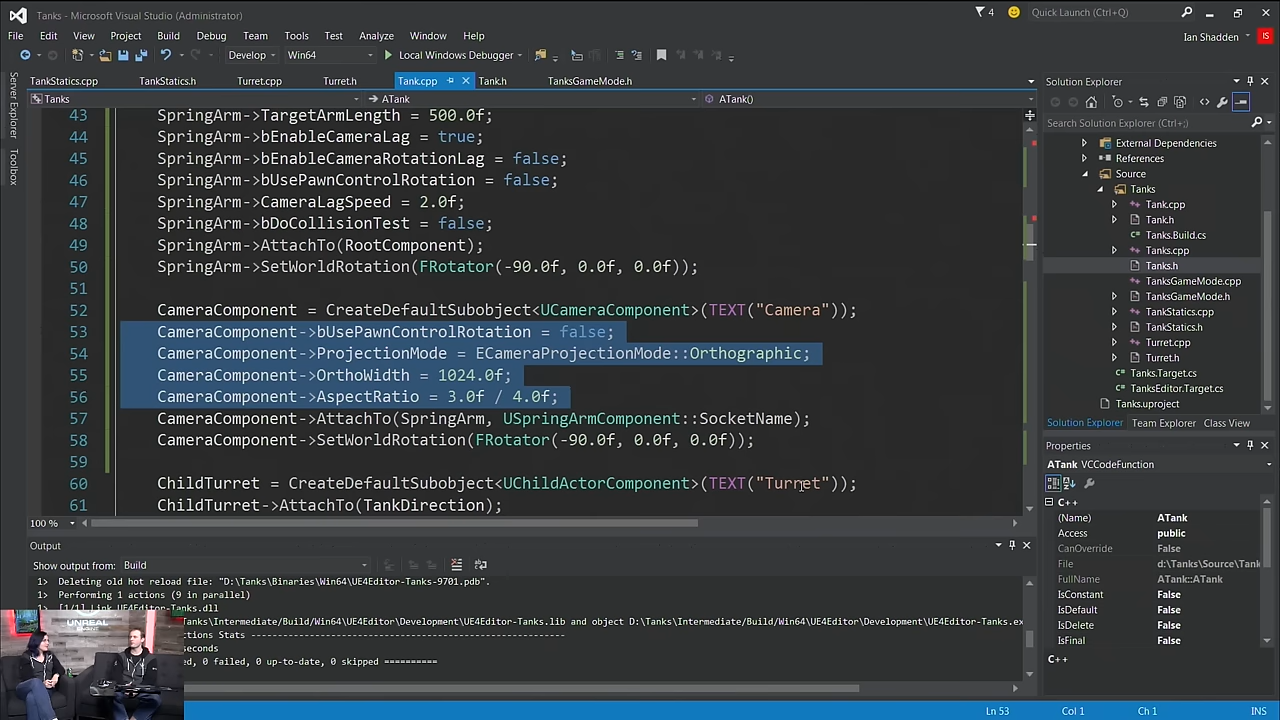 Tanks - Microsoft Visual Studio (Administrator)
4
Quick Launch (Ctrl+Q)
File Edit View Project Build Debug Team Tools Test Analyze Window Help
Ian Shadden
IS
Develop Win64 Local Windows Debugger
TankStatics.cpp TankStatics.h Turret.cpp Turret.h Tank.cpp Tank.h TanksGameMode.h
Tanks ATank ATank()
Server Explorer
Toolbox
43 SpringArm->TargetArmLength = 500.0f;
44 SpringArm->bEnableCameraLag = true;
45 SpringArm->bEnableCameraRotationLag = false;
46 SpringArm->bUsePawnControlRotation = false;
47 SpringArm->CameraLagSpeed = 2.0f;
48 SpringArm->bDoCollisionTest = false;
49 SpringArm->AttachTo(RootComponent);
50 SpringArm->SetWorldRotation(FRotator(-90.0f, 0.0f, 0.0f));
51
52 CameraComponent = CreateDefaultSubobject<UCameraComponent>(TEXT("Camera"));
53 CameraComponent->bUsePawnControlRotation = false;
54 CameraComponent->ProjectionMode = ECameraProjectionMode::Orthographic;
55 CameraComponent->OrthoWidth = 1024.0f;
56 CameraComponent->AspectRatio = 3.0f / 4.0f;
57 CameraComponent->AttachTo(SpringArm, USpringArmComponent::SocketName);
58 CameraComponent->SetWorldRotation(FRotator(-90.0f, 0.0f, 0.0f));
59
60 ChildTurret = CreateDefaultSubobject<UChildActorComponent>(TEXT("Turret"));
61 ChildTurret->AttachTo(TankDirection);
100 %
Output
Show output from: Build
1> Deleting old hot reload file: "D:\Tanks\Binaries\Win64\UE4Editor-Tanks-9701.pdb".
1> Performing 1 actions (9 in parallel)
1> [1/1] Link UE4Editor-Tanks.dll
Tanks\Intermediate/Build/Win64\UE4Editor\Development\UE4Editor-Tanks.lib and object D:\Tanks\Intermediate/Build/Win64\UE4Editor\Development\UE4Editor-Tanks.ex
ctions Stats ----------
seconds
d, 0 failed, 0 up-to-date, 0 skipped ==========
UNREAL
Solution Explorer
Search Solution Explorer (Ctrl+;)
External Dependencies
References
Source
Tanks
Tank.cpp
Tank.h
Tanks.Build.cs
Tanks.cpp
Tanks.h
TanksGameMode.cpp
TanksGameMode.h
TankStatics.cpp
TankStatics.h
Turret.cpp
Turret.h
Tanks.Target.cs
TanksEditor.Target.cs
Tanks.uproject
Solution Explorer Team Explorer Class View
Properties
ATank VCCodeFunction
C++
(Name) ATank
Access public
CanOverride False
File d:\Tanks\Source\Tank
FullName ATank::ATank
IsConstant False
IsDefault False
IsDelete False
IsFinal False
C++
Ln 53 Col 1 Ch 1 INS